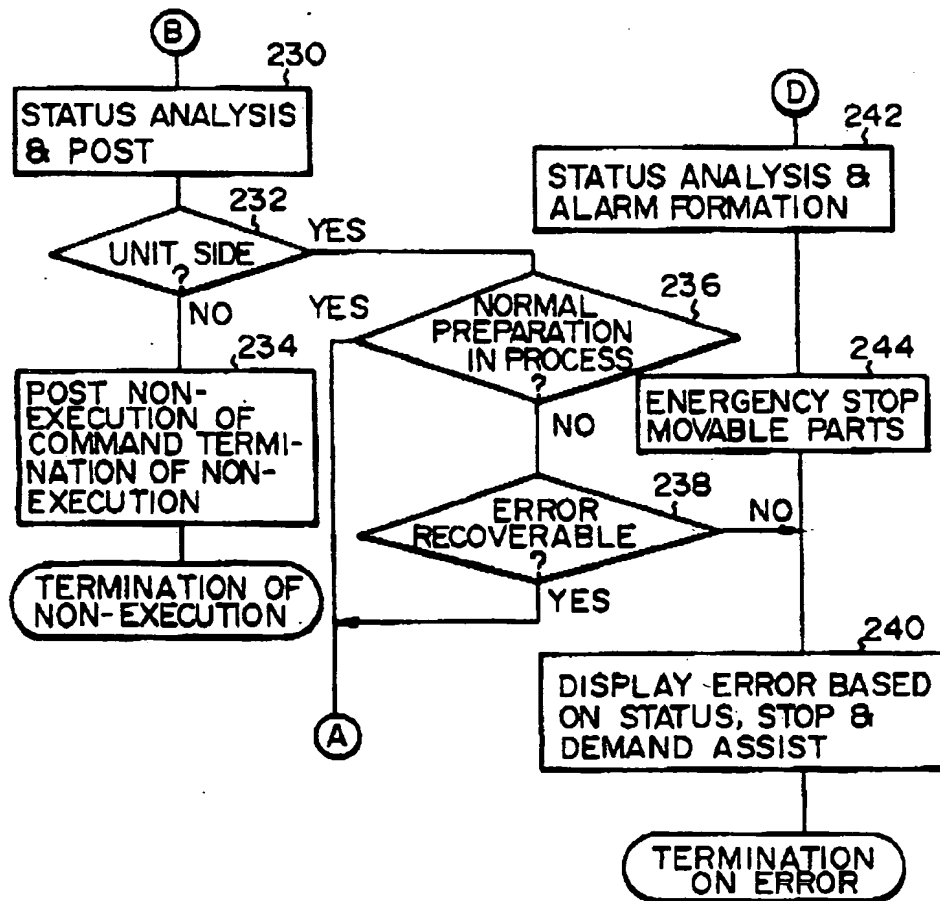 B
230
STATUS ANALYSIS
& POST
232
UNIT SIDE
?
YES
NO
234
POST NON-
EXECUTION OF
COMMAND TERMI-
NATION OF NON-
EXECUTION
TERMINATION OF
NON-EXECUTION
236
NORMAL
PREPARATION
IN PROCESS
?
YES
NO
238
ERROR
RECOVERABLE
?
NO
YES
A
D
242
STATUS ANALYSIS &
ALARM FORMATION
244
ENERGENCY STOP
MOVABLE PARTS
240
DISPLAY ERROR BASED
ON STATUS, STOP &
DEMAND ASSIST
TERMINATION
ON ERROR